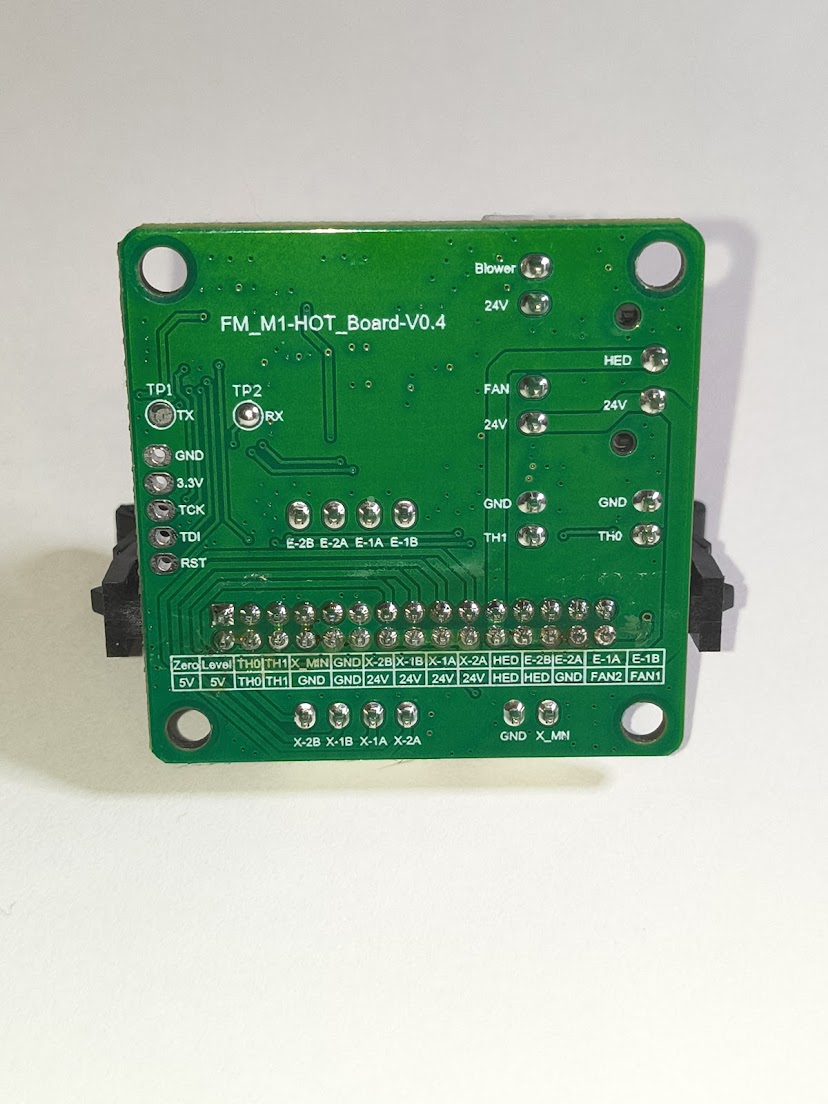 Blower
24V
FM_M1-HOT_Board-V0.4
HED
FAN
24V
24V
TP1 TP2
TX RX
GND
3.3V
TCK
TDI
RST
GND GND
TH1 TH0
E-2B E-2A E-1A E-1B
Zero Level TH0 TH1 X_MIN GND X-2B X-1B X-1A X-2A HED E-2B E-2A E-1A E-1B
5V 5V TH0 TH1 GND GND 24V 24V 24V 24V HED HED GND FAN2 FAN1
X-2B X-1B X-1A X-2A GND X_MIN